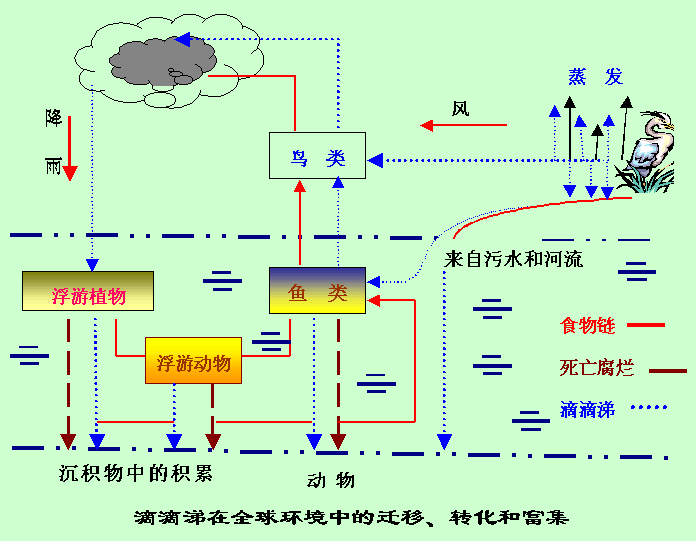 蒸 发
风
降
雨
鸟 类
来自污水和河流
浮游植物
鱼 类
食物链
浮游动物
死亡腐烂
滴滴涕
沉积物中的积累
动 物
滴滴涕在全球环境中的迁移、转化和富集